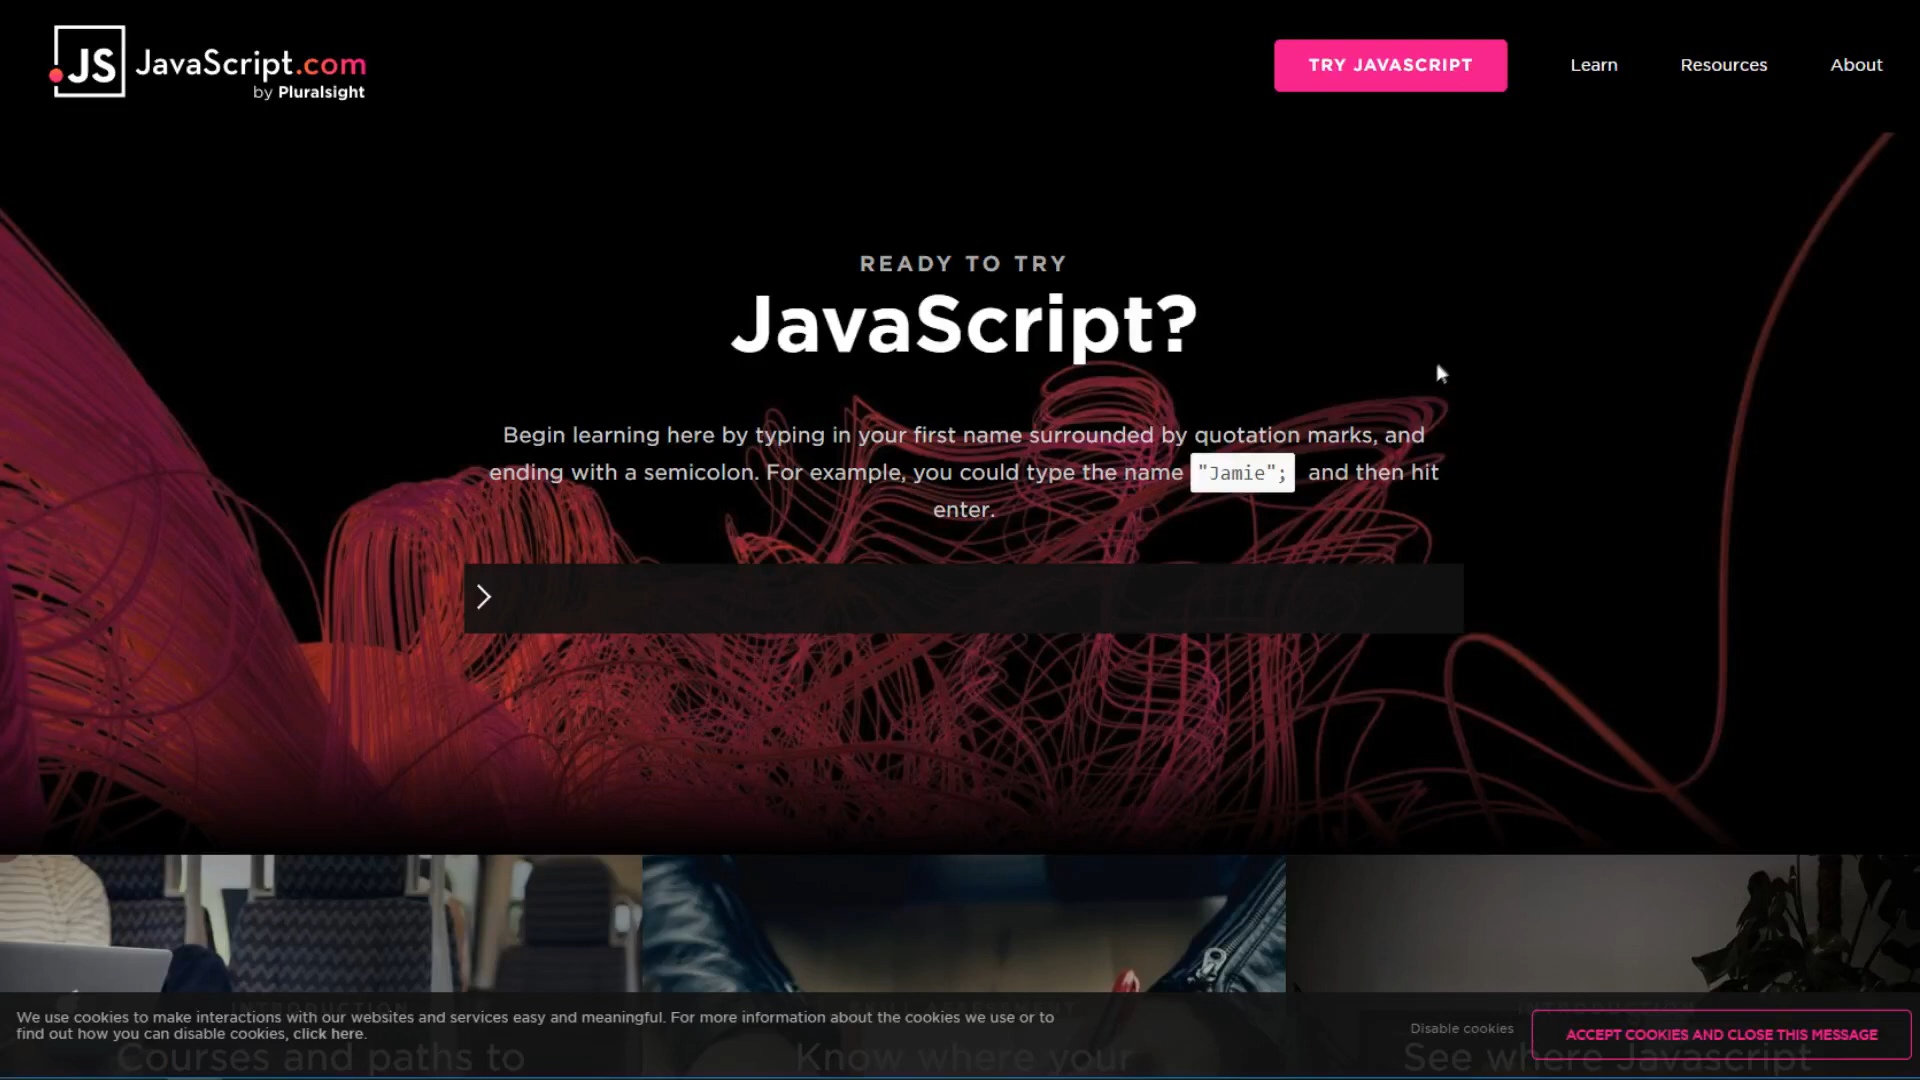 JS JavaScript.com
by Pluralsight
TRY JAVASCRIPT
Learn
Resources
About
READY TO TRY
JavaScript?
Begin learning here by typing in your first name surrounded by quotation marks, and
ending with a semicolon. For example, you could type the name "Jamie"; and then hit
enter.
INTRODUCTION
SKILL ASSESSMENT
INTRODUCTION
We use cookies to make interactions with our websites and services easy and meaningful. For more information about the cookies we use or to
find out how you can disable cookies, click here.
Disable cookies
ACCEPT COOKIES AND CLOSE THIS MESSAGE
Courses and paths to
Know where your
See where Javascript